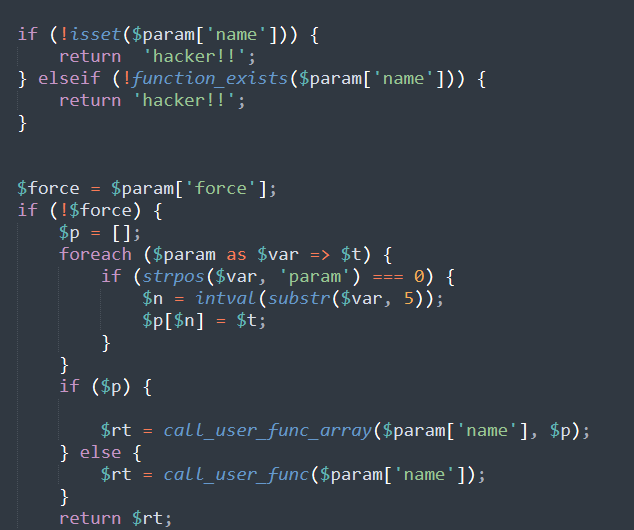 if (!isset($param['name'])) {
    return  'hacker!!';
} elseif (!function_exists($param['name'])) {
    return 'hacker!!';
}
$force = $param['force'];
if (!$force) {
    $p = [];
    foreach ($param as $var => $t) {
        if (strpos($var, 'param') === 0) {
            $n = intval(substr($var, 5));
            $p[$n] = $t;
        }
    }
    if ($p) {
        $rt = call_user_func_array($param['name'], $p);
    } else {
        $rt = call_user_func($param['name']);
    }
    return $rt;